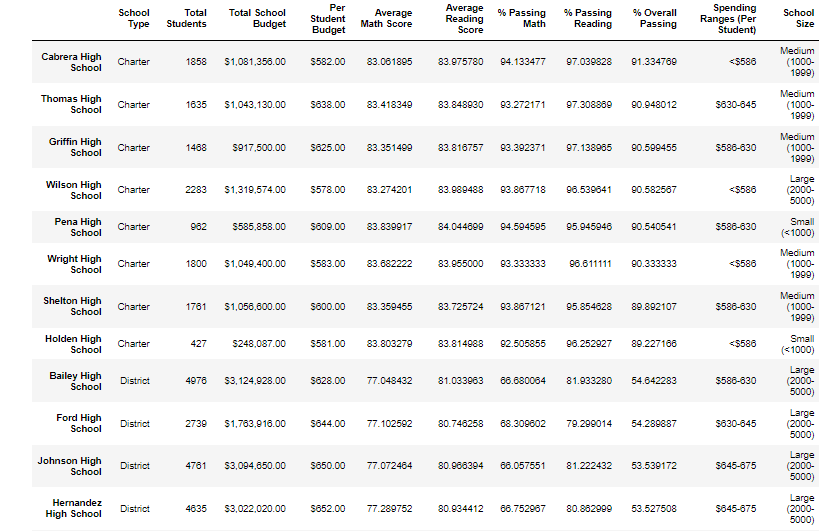 School Type Total Students Total School Budget Per Student Budget Average Math Score Average Reading Score % Passing Math % Passing Reading % Overall Passing Spending Ranges (Per Student) School Size
Cabrera High School Charter 1858 $1,081,356.00 $582.00 83.061895 83.975780 94.133477 97.039828 91.334769 <$586 Medium (1000-1999)
Thomas High School Charter 1635 $1,043,130.00 $638.00 83.418349 83.848930 93.272171 97.308869 90.948012 $630-645 Medium (1000-1999)
Griffin High School Charter 1468 $917,500.00 $625.00 83.351499 83.816757 93.392371 97.138965 90.599455 $586-630 Medium (1000-1999)
Wilson High School Charter 2283 $1,319,574.00 $578.00 83.274201 83.989488 93.867718 96.539641 90.582567 <$586 Large (2000-5000)
Pena High School Charter 962 $585,858.00 $609.00 83.839917 84.044699 94.594595 95.945946 90.540541 $586-630 Small (<1000)
Wright High School Charter 1800 $1,049,400.00 $583.00 83.682222 83.955000 93.333333 96.611111 90.333333 <$586 Medium (1000-1999)
Shelton High School Charter 1761 $1,056,600.00 $600.00 83.359455 83.725724 93.867121 95.854628 89.892107 $586-630 Medium (1000-1999)
Holden High School Charter 427 $248,087.00 $581.00 83.803279 83.814988 92.505855 96.252927 89.227166 <$586 Small (<1000)
Bailey High School District 4976 $3,124,928.00 $628.00 77.048432 81.033963 66.680064 81.933280 54.642283 $586-630 Large (2000-5000)
Ford High School District 2739 $1,763,916.00 $644.00 77.102592 80.746258 68.309602 79.299014 54.289887 $630-645 Large (2000-5000)
Johnson High School District 4761 $3,094,650.00 $650.00 77.072464 80.966394 66.057551 81.222432 53.539172 $645-675 Large (2000-5000)
Hernandez High School District 4635 $3,022,020.00 $652.00 77.289752 80.934412 66.752967 80.862999 53.527508 $645-675 Large (2000-5000)